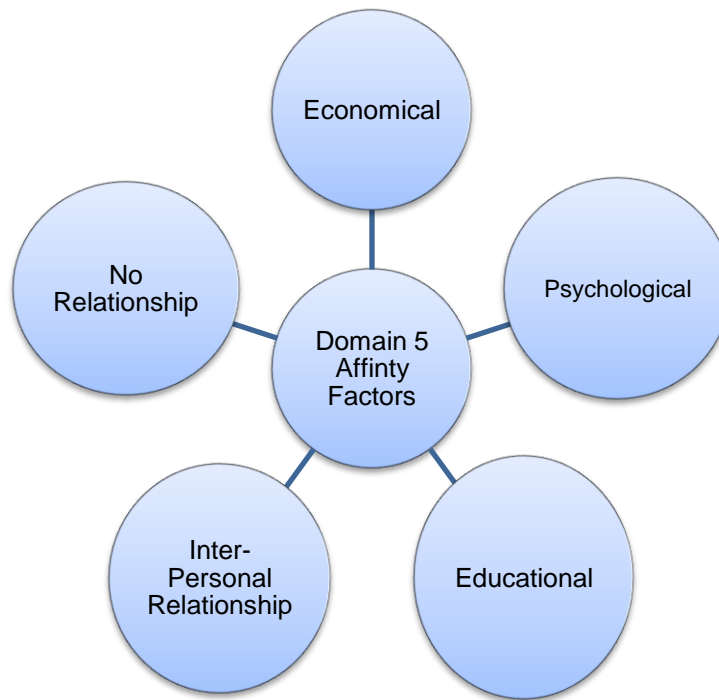 Economical
No
Relationship
Psychological
Domain 5
Affinty
Factors
Inter-
Personal
Relationship
Educational